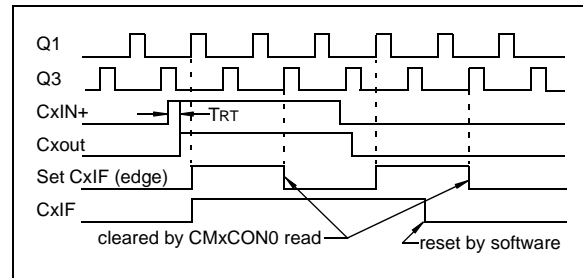 Q1
Q3
CxIN+
TRT
Cxout
Set CxIF (edge)
CxIF
cleared by CMxCON0 read
reset by software